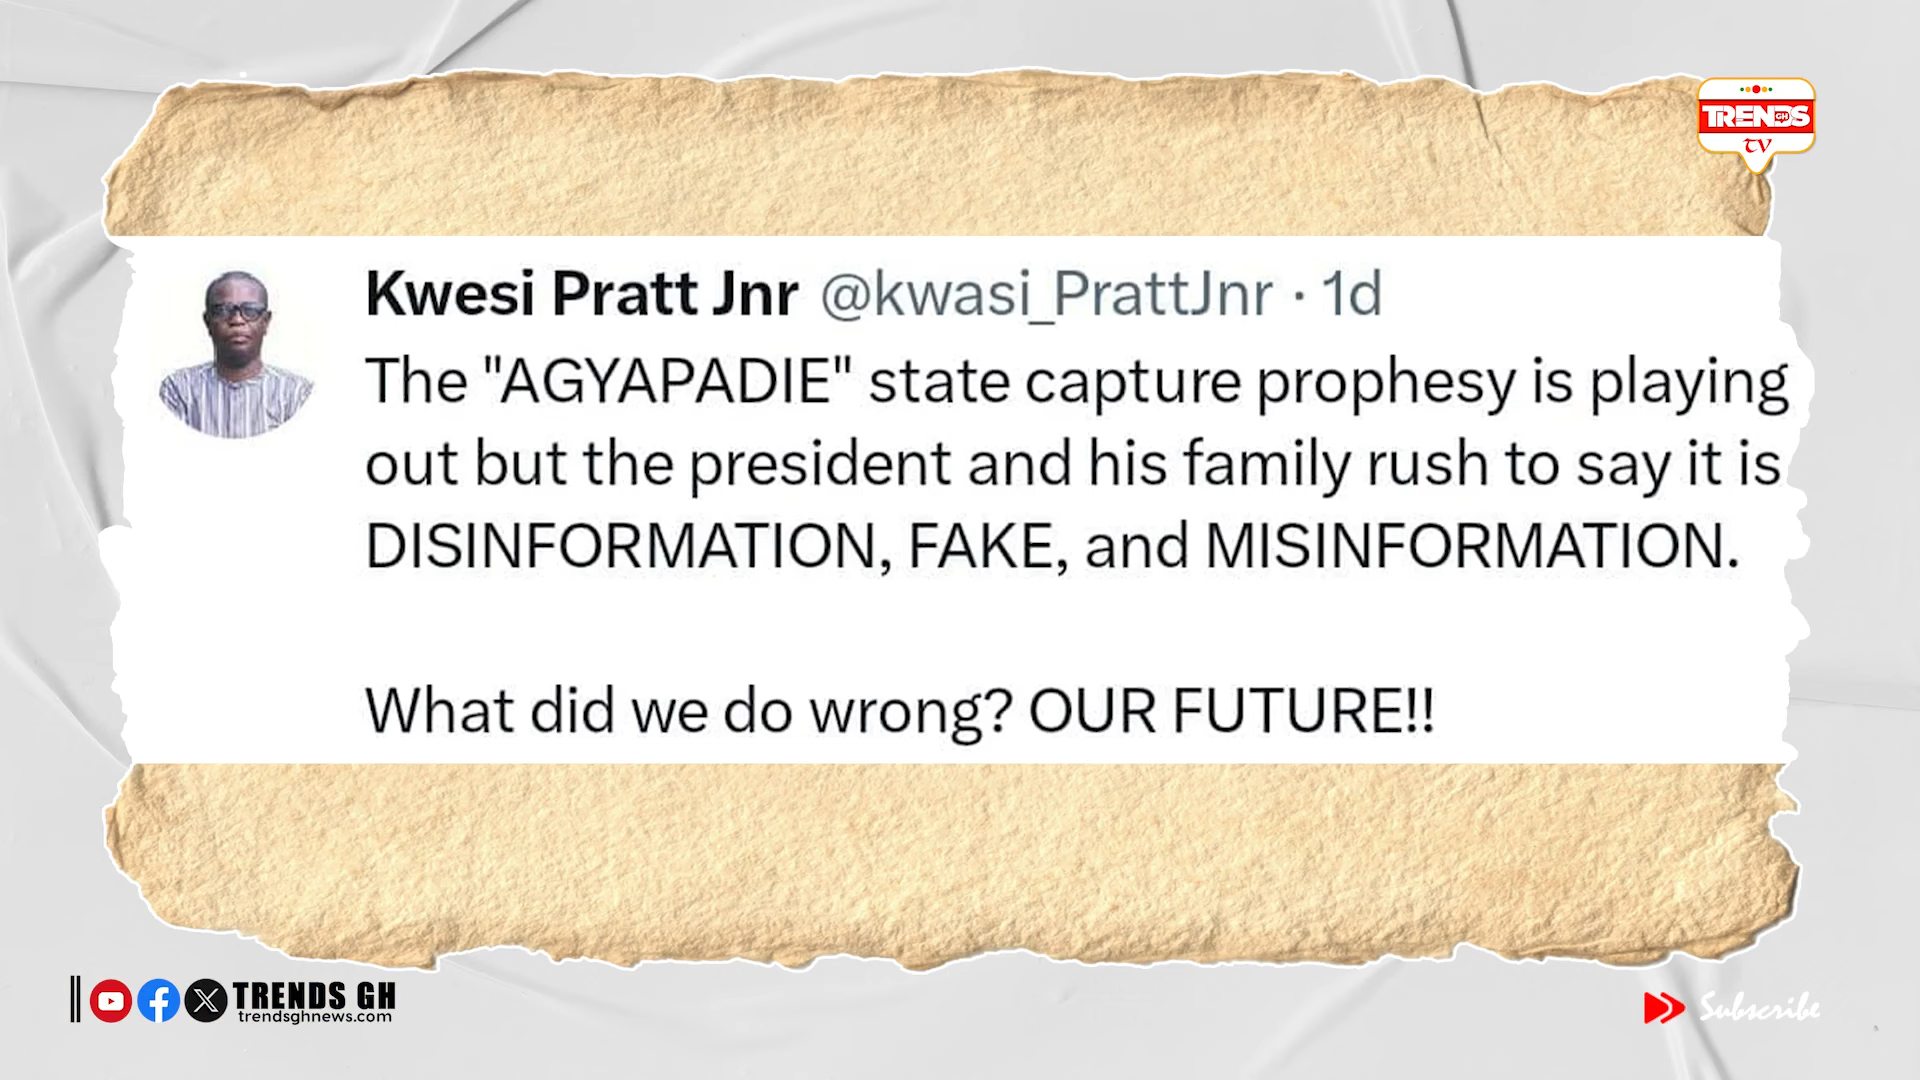 TRENDS GH
TV
Kwesi Pratt Jnr @kwasi_PrattJnr · 1d
The "AGYAPADIE" state capture prophesy is playing
out but the president and his family rush to say it is
DISINFORMATION, FAKE, and MISINFORMATION.
What did we do wrong? OUR FUTURE!!
TRENDS GH
trendsghnews.com
Subscribe